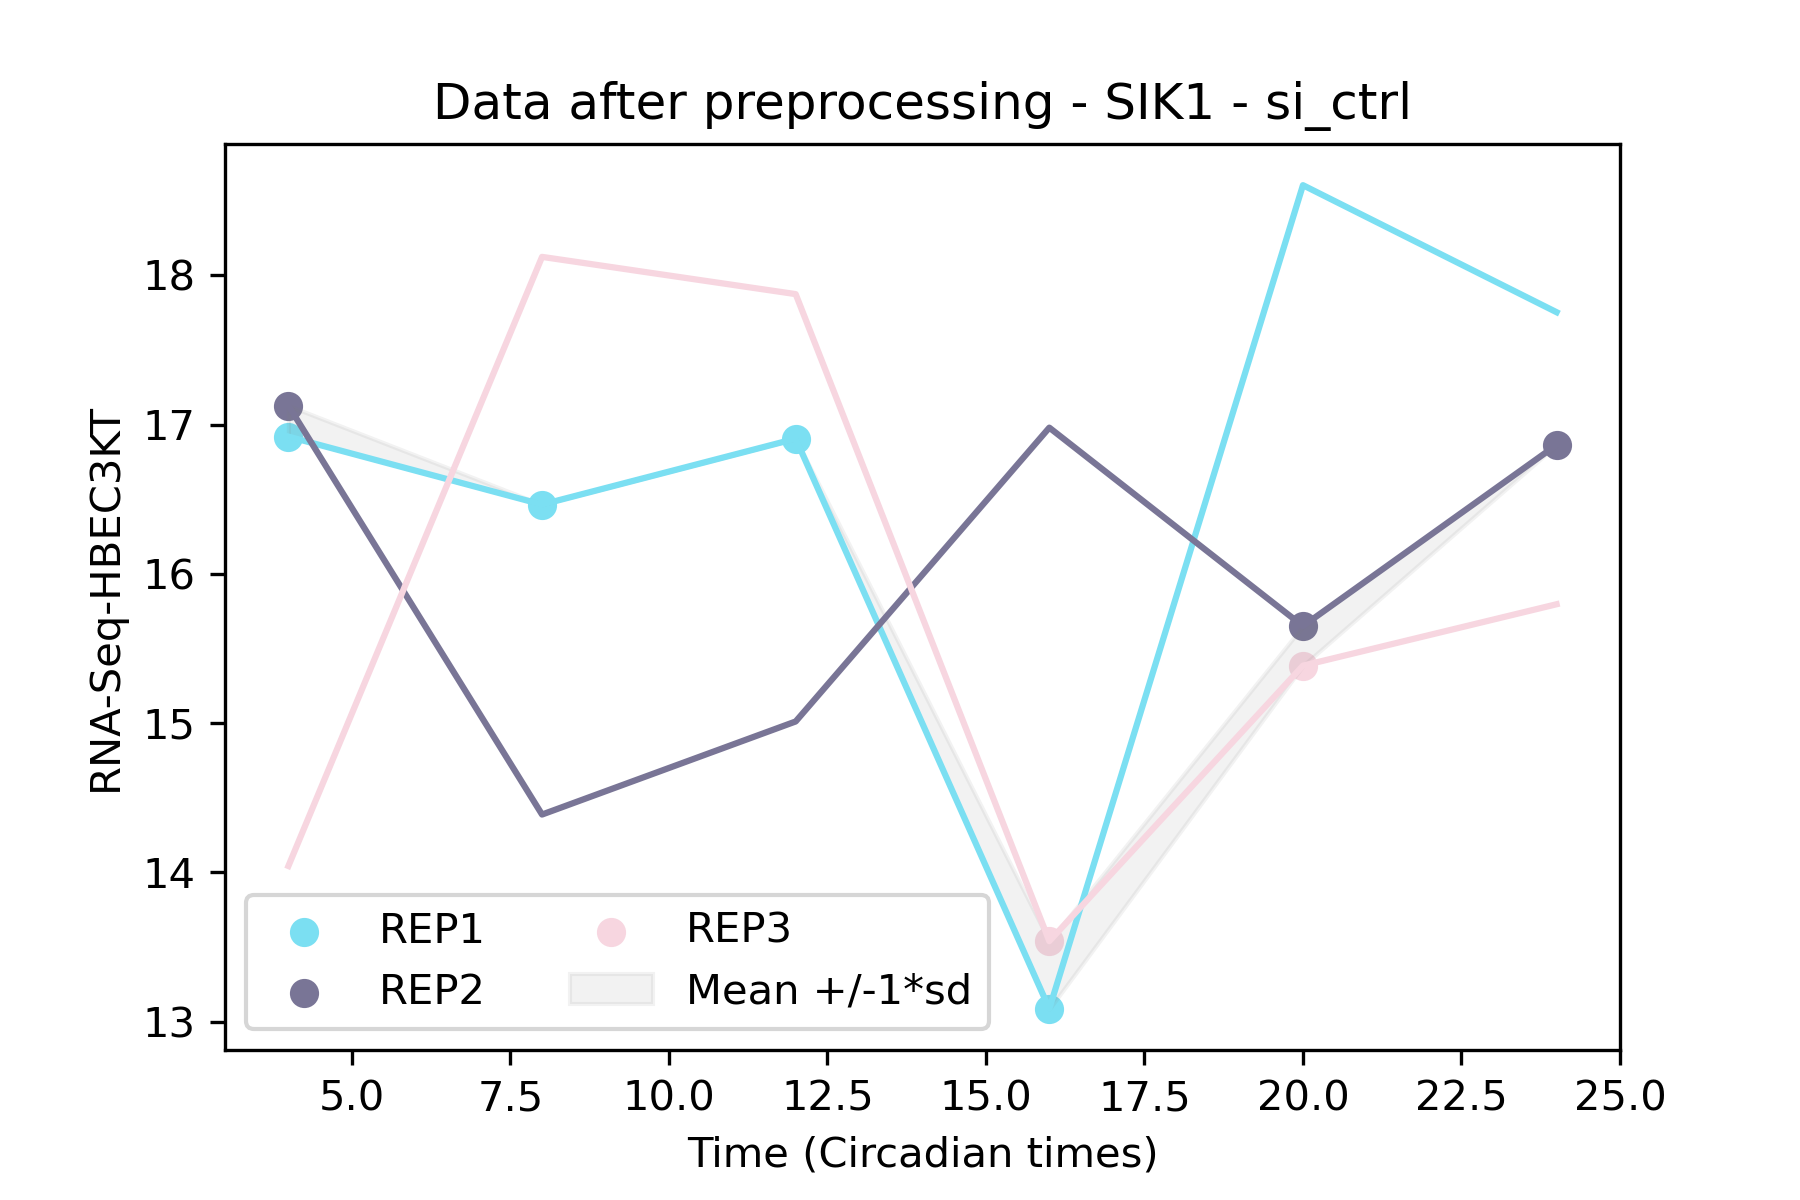 Data after preprocessing - SIK1 - si_ctrl
RNA-Seq-HBEC3KT
18
17
16
15
14
13
REP1
REP2
REP3
Mean +/-1*sd
5.0 7.5 10.0 12.5 15.0 17.5 20.0 22.5 25.0
Time (Circadian times)